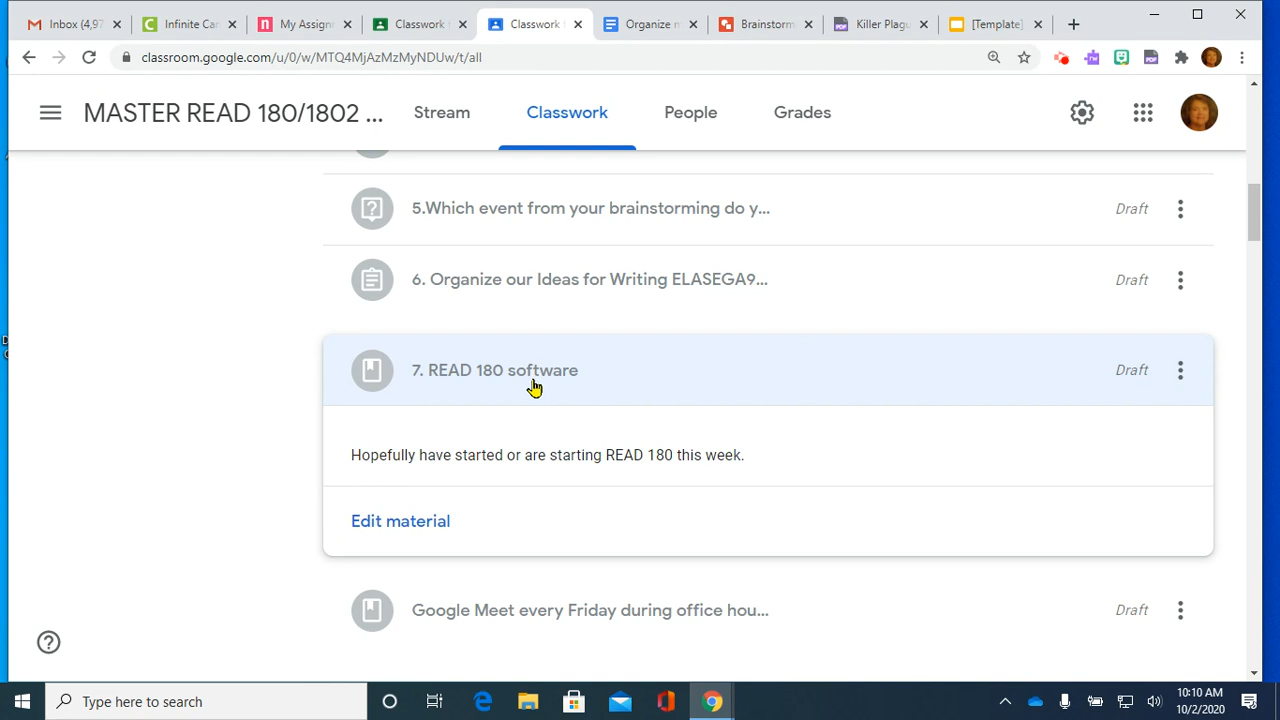 Inbox (4,97
Infinite Car
My Assignm
Classwork f
Classwork f
Organize m
Brainstorm
Killer Plagu
[Template]
classroom.google.com/u/0/w/MTQ4MjAzMzMyNDUw/t/all
MASTER READ 180/1802 ...
Stream
Classwork
People
Grades
5.Which event from your brainstorming do y...
Draft
6. Organize our Ideas for Writing ELASEGA9...
Draft
7. READ 180 software
Draft
Hopefully have started or are starting READ 180 this week.
Edit material
Google Meet every Friday during office hou...
Draft
Type here to search
10:10 AM
10/2/2020